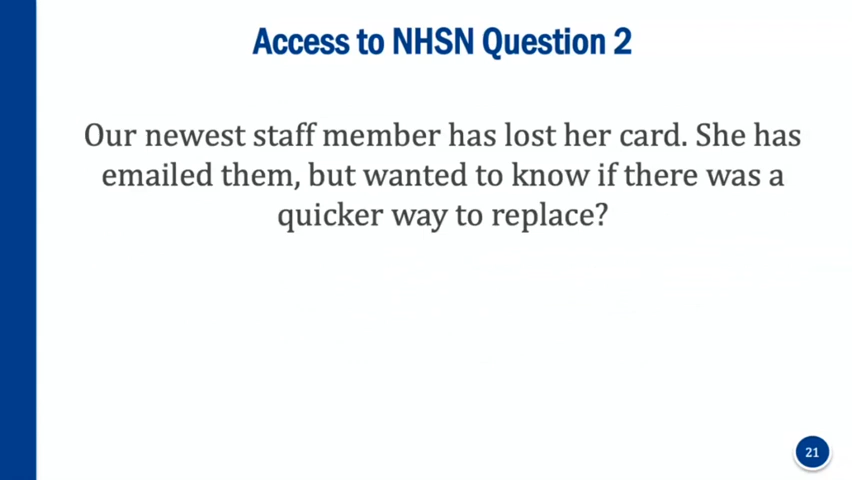 Access to NHSN Question 2
Our newest staff member has lost her card. She has
emailed them, but wanted to know if there was a
quicker way to replace?
21